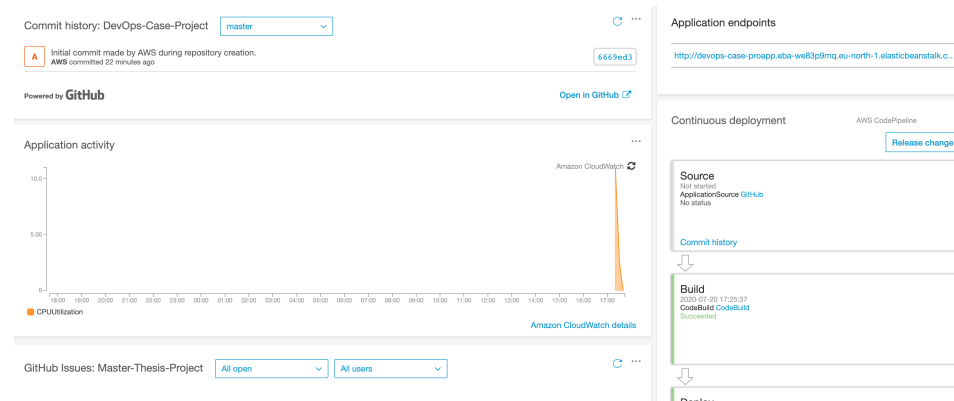 Commit history: DevOps-Case-Project
master
A
Initial commit made by AWS during repository creation.
AWS committed 22 minutes ago
6669ed3
Powered by GitHub
Open in GitHub
Application activity
Amazon CloudWatch
10.0
5.00
0
18:00 19:00 20:00 21:00 22:00 23:00 00:00 01:00 02:00 03:00 04:00 05:00 06:00 07:00 08:00 09:00 10:00 11:00 12:00 13:00 14:00 15:00 16:00 17:00
CPUUtilization
Amazon CloudWatch details
GitHub Issues: Master-Thesis-Project
All open
All users
Application endpoints
http://devops-case-proapp.eba-we83p9mq.eu-north-1.elasticbeanstalk.c...
Continuous deployment
AWS CodePipeline
Release change
Source
Not started
ApplicationSource GitHub
No status
Commit history
Build
2020-07-20 17:25:37
CodeBuild CodeBuild
Succeeded